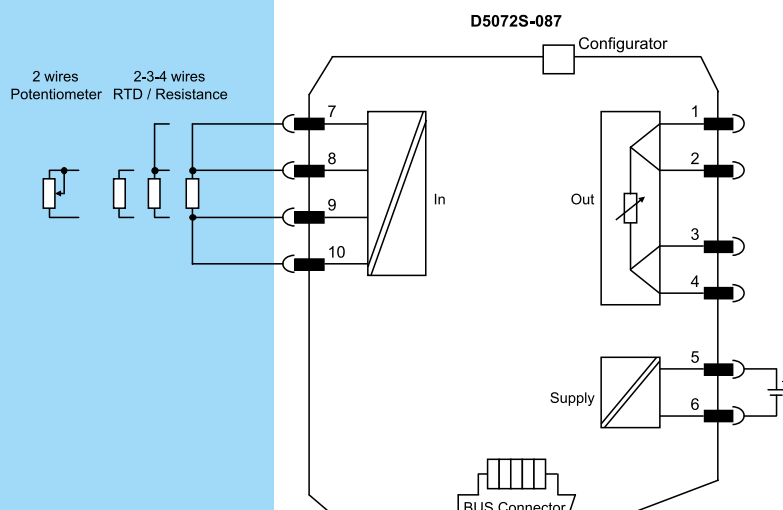 D5072S-087
Configurator
2 wires
Potentiometer
2-3-4 wires
RTD / Resistance
7
8
9
10
In
Out
1
2
3
4
Supply
5
6
BUS Connector